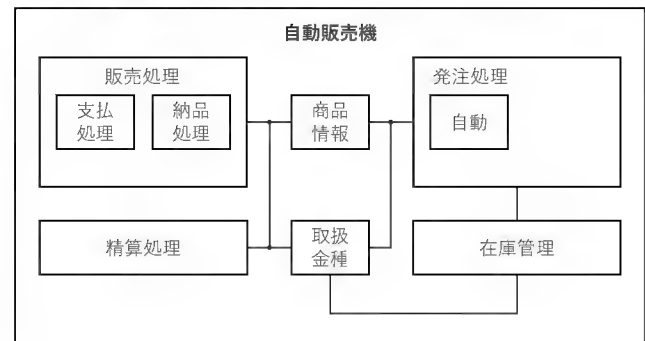 自動販売機
販売処理
支払
処理
納品
処理
商品
情報
発注処理
自動
精算処理
取扱
金種
在庫管理